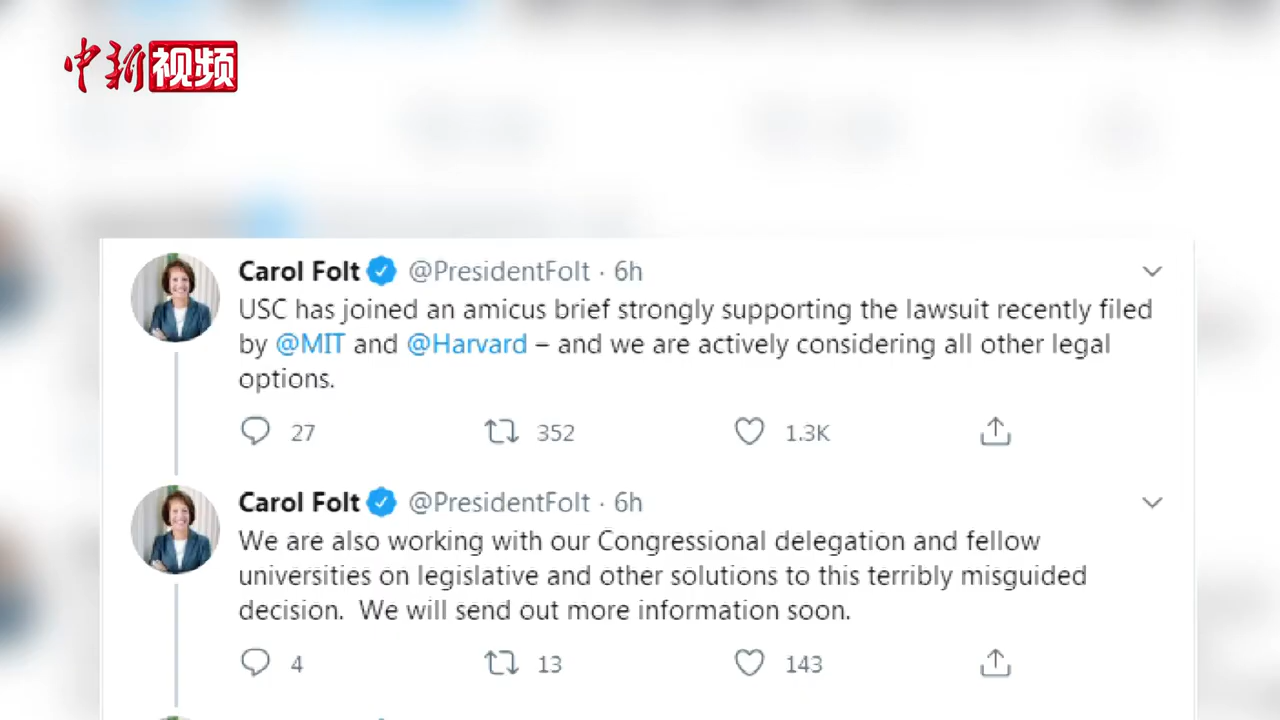 中新视频
Carol Folt @PresidentFolt · 6h
USC has joined an amicus brief strongly supporting the lawsuit recently filed
by @MIT and @Harvard – and we are actively considering all other legal
options.
27 352 1.3K
Carol Folt @PresidentFolt · 6h
We are also working with our Congressional delegation and fellow
universities on legislative and other solutions to this terribly misguided
decision.  We will send out more information soon.
4 13 143